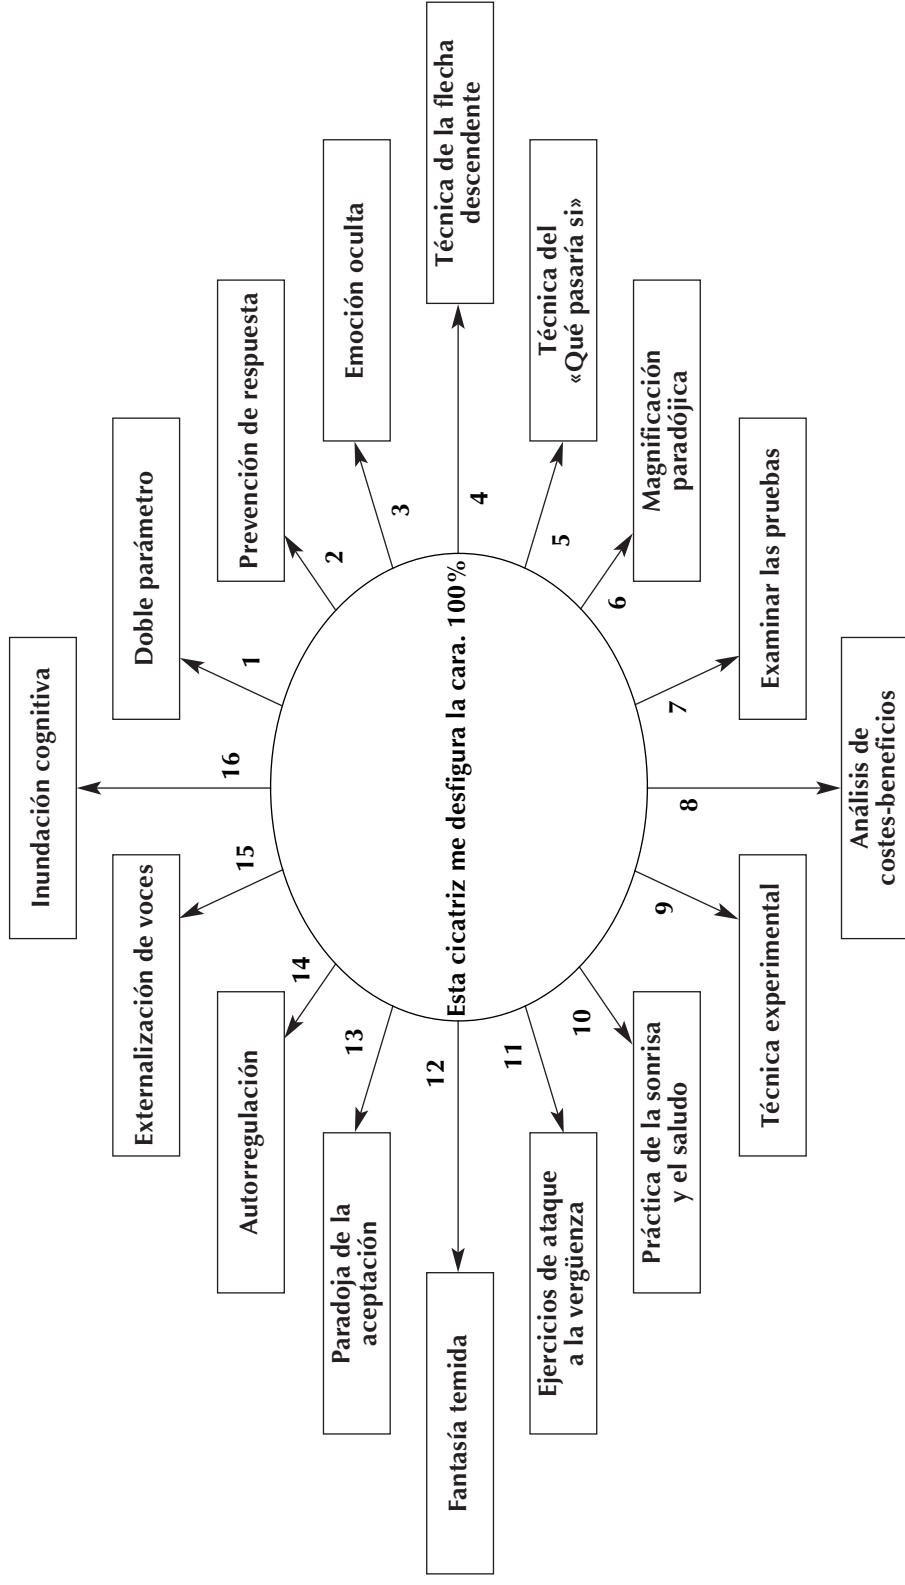 Inundación cognitiva
16
Doble parámetro
1
Prevención de respuesta
2
Emoción oculta
3
Técnica de la flecha
descendente
4
Técnica del
«Qué pasaría si»
5
Magnificación
paradójica
6
Examinar las pruebas
7
Análisis de
costes-beneficios
8
Técnica experimental
9
Práctica de la sonrisa
y el saludo
10
Ejercicios de ataque
a la vergüenza
11
Fantasía temida
12
Paradoja de la
aceptación
13
Autorregulación
14
Externalización de voces
15
Esta cicatriz me desfigura la cara. 100%